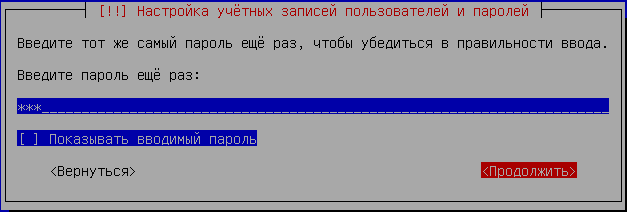 [!!] Настройка учётных записей пользователей и паролей
Введите тот же самый пароль ещё раз, чтобы убедиться в правильности ввода.
Введите пароль ещё раз:
***
[ ] Показывать вводимый пароль
<Вернуться> <Продолжить>